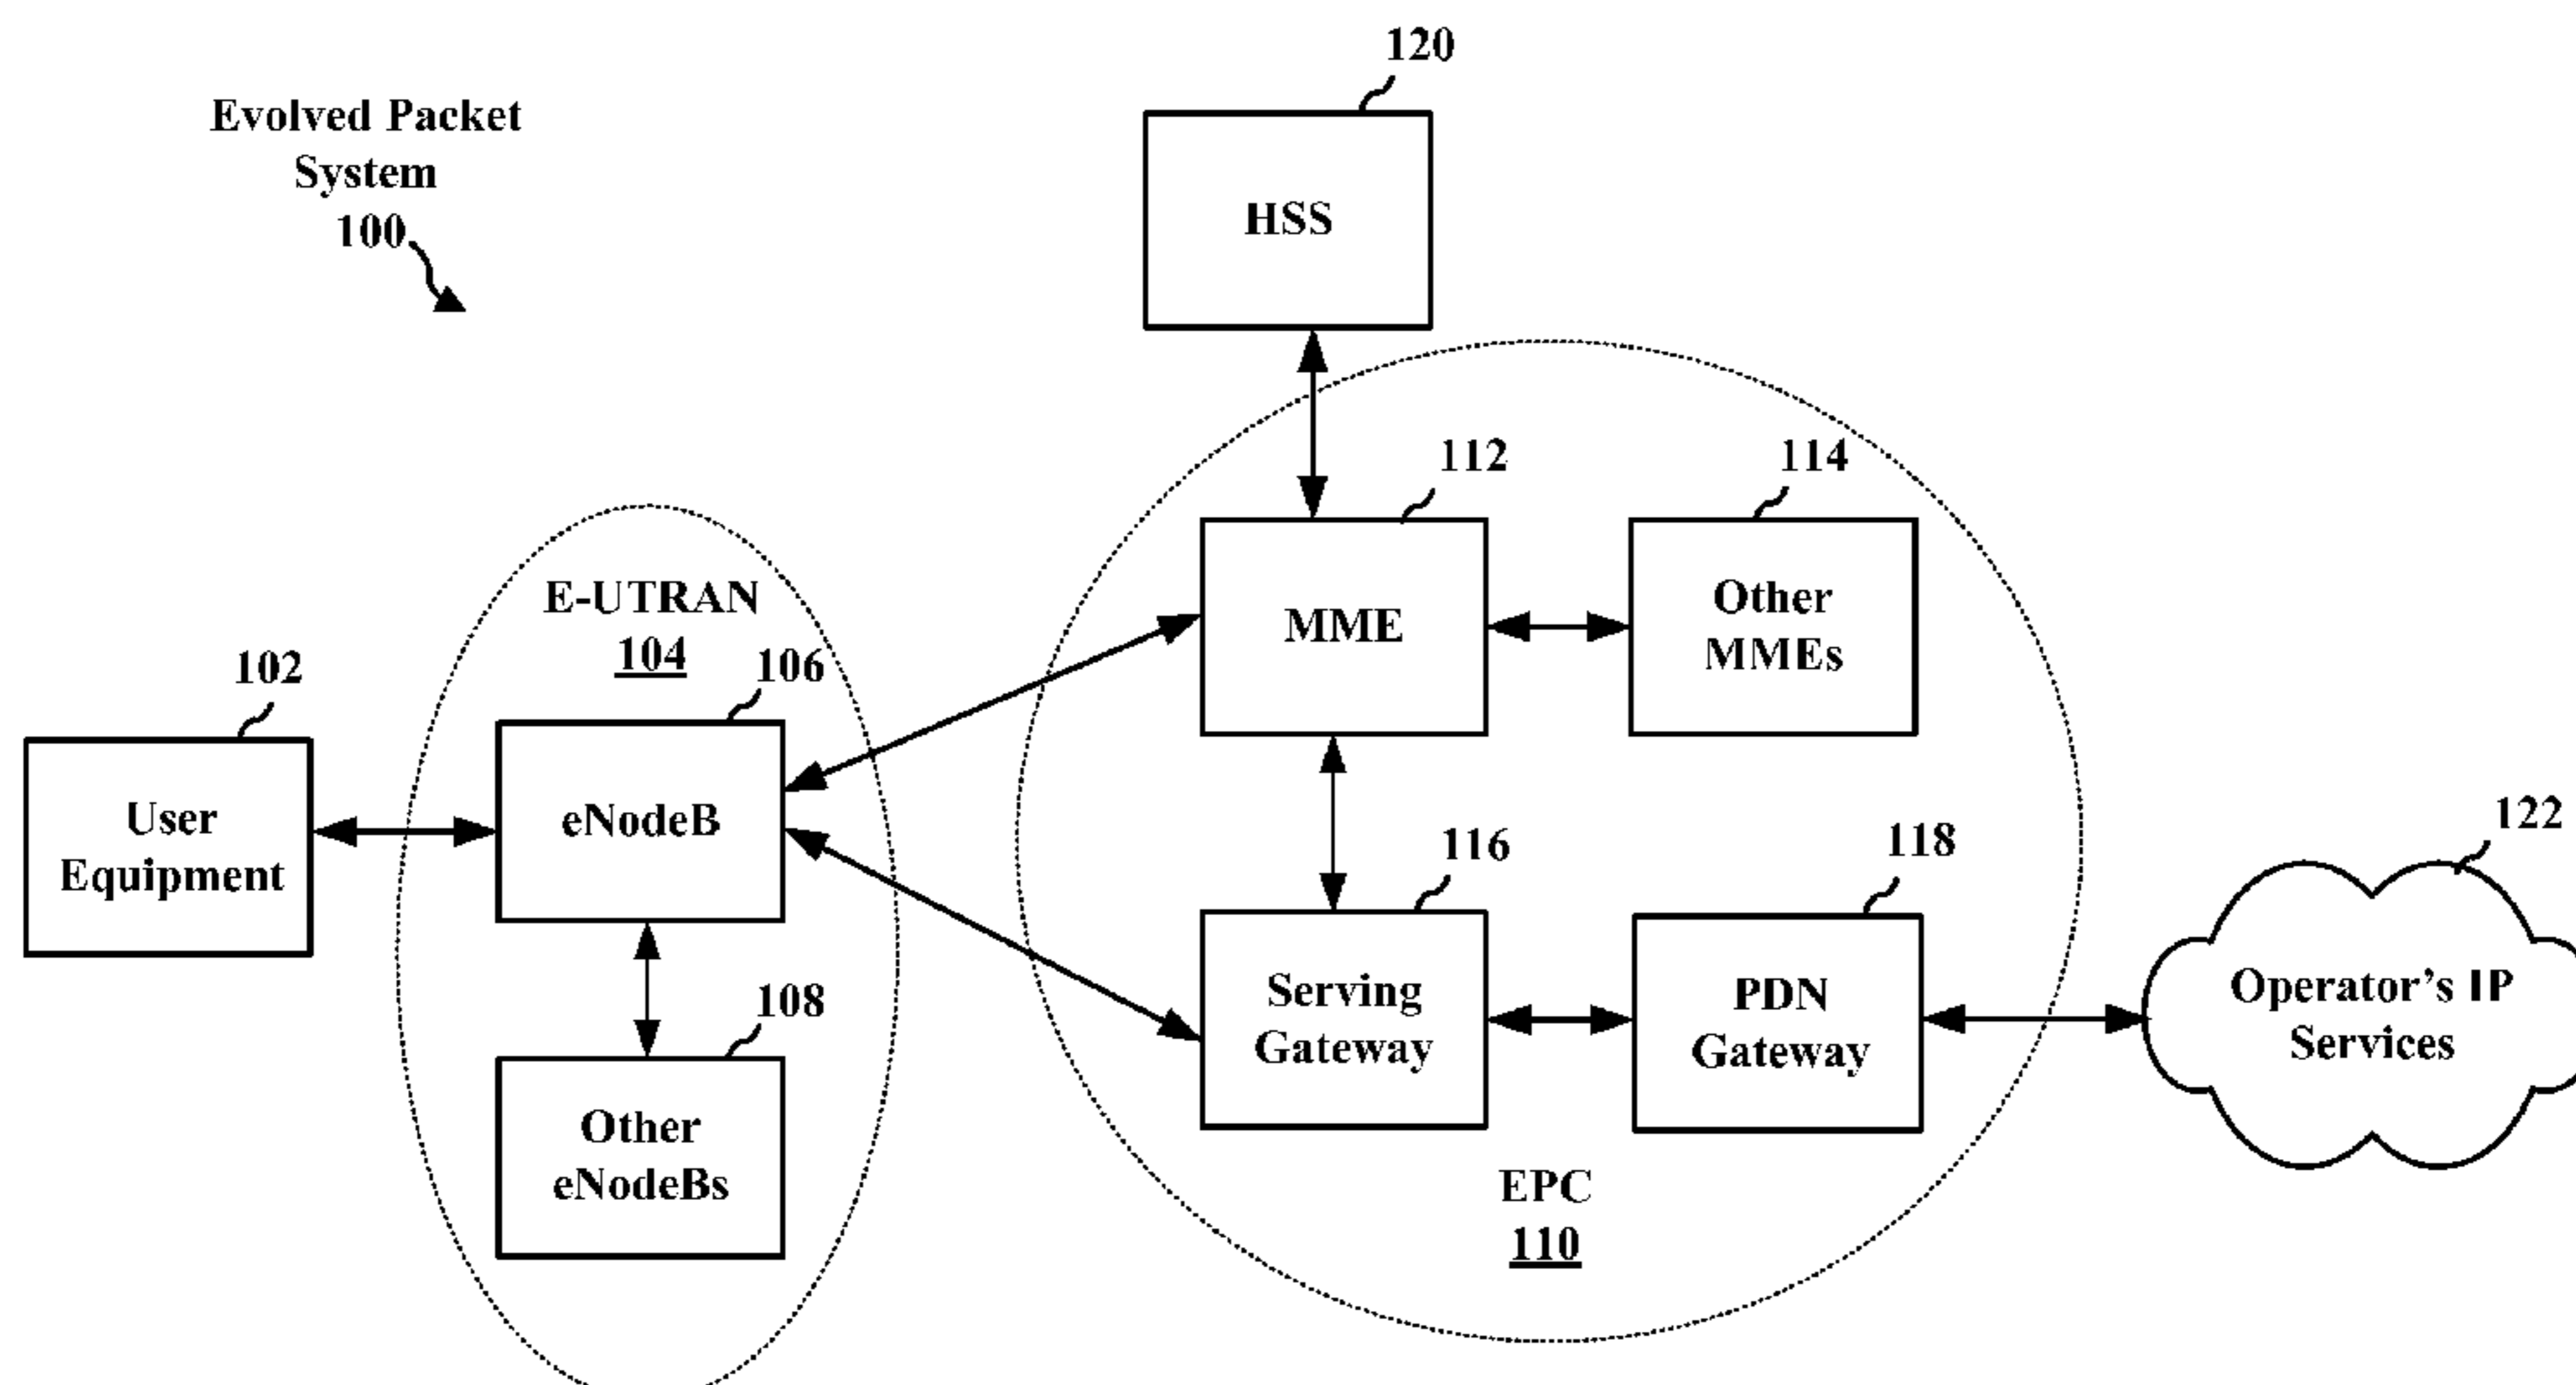 120
Evolved Packet
System
100
HSS
112
114
E-UTRAN
104
MME
Other
MMEs
102
106
User
Equipment
eNodeB
116
118
122
108
Serving
Gateway
PDN
Gateway
Operator's IP
Services
Other
eNodeBs
EPC
110